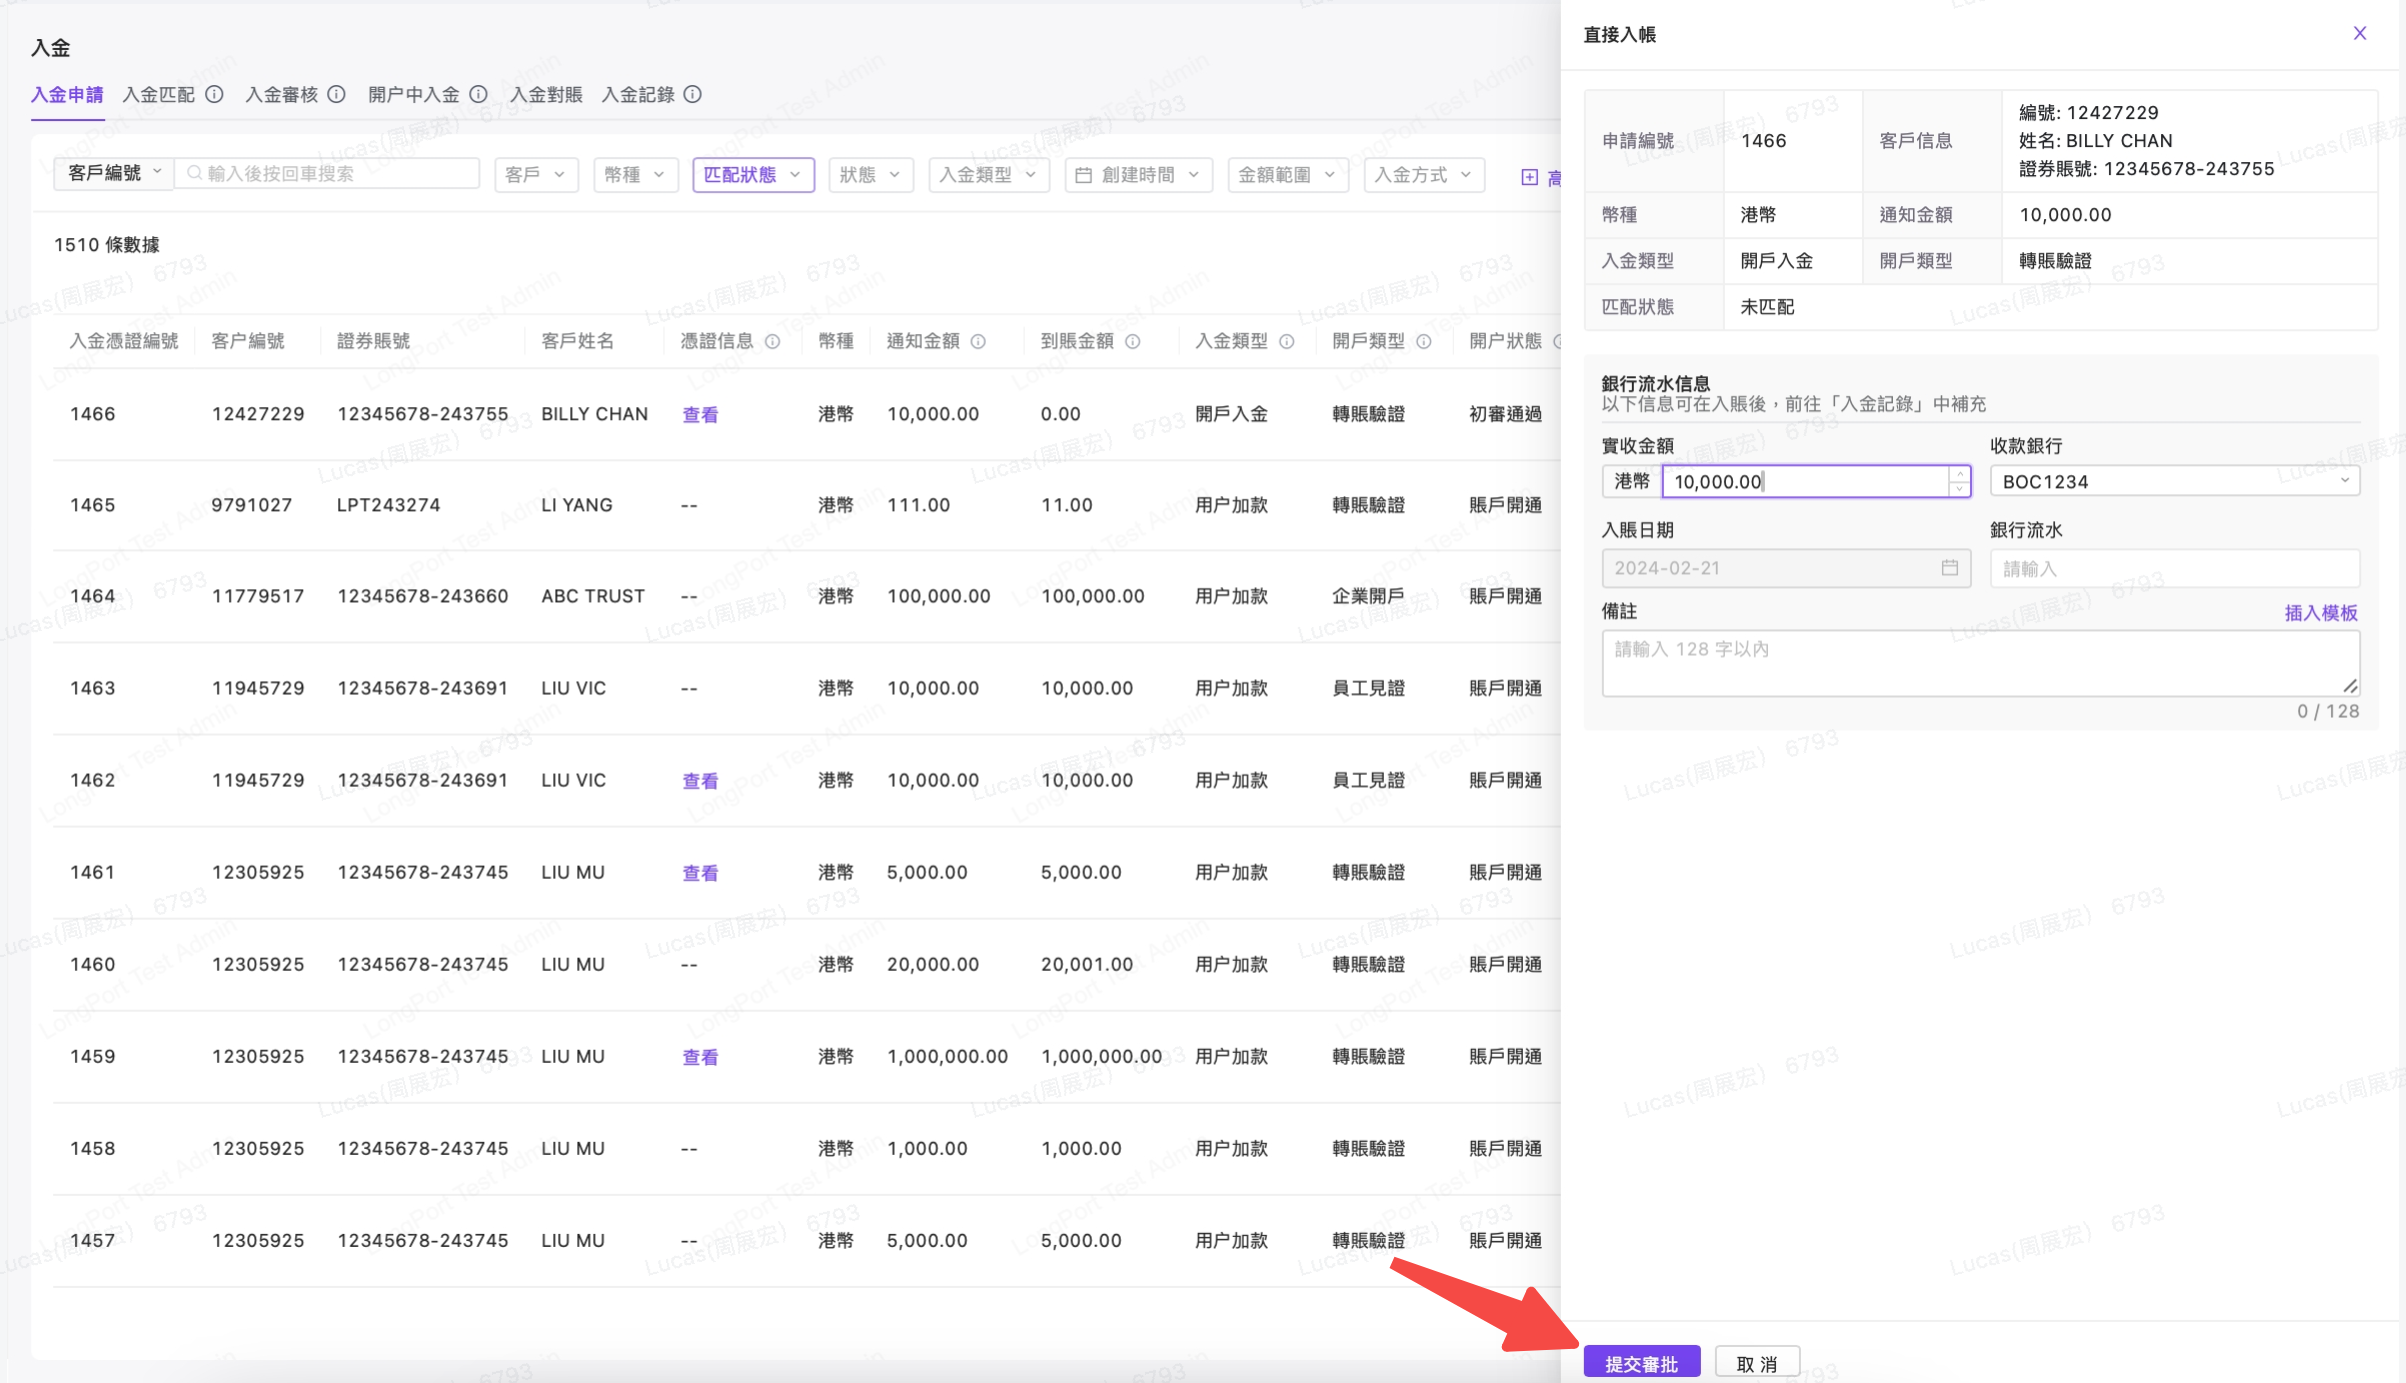 入金
入金申請 入金匹配 入金審核 開户中入金 入金對賬 入金記錄
客戶編號 輸入後按回車搜索 客戶 幣種 匹配狀態 狀態 入金類型 創建時間 金額範圍 入金方式
1510 條數據
入金憑證編號 客户編號 證券賬號 客戶姓名 憑證信息 幣種 通知金額 到賬金額 入金類型 開戶類型 開户狀態
1466 12427229 12345678-243755 BILLY CHAN 查看 港幣 10,000.00 0.00 開戶入金 轉賬驗證 初審通過
1465 9791027 LPT243274 LI YANG -- 港幣 111.00 11.00 用户加款 轉賬驗證 賬戶開通
1464 11779517 12345678-243660 ABC TRUST -- 港幣 100,000.00 100,000.00 用户加款 企業開戶 賬戶開通
1463 11945729 12345678-243691 LIU VIC -- 港幣 10,000.00 10,000.00 用户加款 員工見證 賬戶開通
1462 11945729 12345678-243691 LIU VIC 查看 港幣 10,000.00 10,000.00 用户加款 員工見證 賬戶開通
1461 12305925 12345678-243745 LIU MU 查看 港幣 5,000.00 5,000.00 用户加款 轉賬驗證 賬戶開通
1460 12305925 12345678-243745 LIU MU -- 港幣 20,000.00 20,001.00 用户加款 轉賬驗證 賬戶開通
1459 12305925 12345678-243745 LIU MU 查看 港幣 1,000,000.00 1,000,000.00 用户加款 轉賬驗證 賬戶開通
1458 12305925 12345678-243745 LIU MU -- 港幣 1,000.00 1,000.00 用户加款 轉賬驗證 賬戶開通
1457 12305925 12345678-243745 LIU MU -- 港幣 5,000.00 5,000.00 用户加款 轉賬驗證 賬戶開通
直接入帳
申請編號 1466 客戶信息
編號: 12427229
姓名: BILLY CHAN
證券賬號: 12345678-243755
幣種 港幣 通知金額 10,000.00
入金類型 開戶入金 開戶類型 轉賬驗證
匹配狀態 未匹配
銀行流水信息
以下信息可在入賬後，前往「入金記錄」中補充
實收金額 收款銀行
港幣 10,000.00 BOC1234
入賬日期 銀行流水
2024-02-21 請輸入
備註 插入模板
請輸入 128 字以內
0 / 128
提交審批 取 消
Lucas(周展宏) 6793
LongPort Test Admin